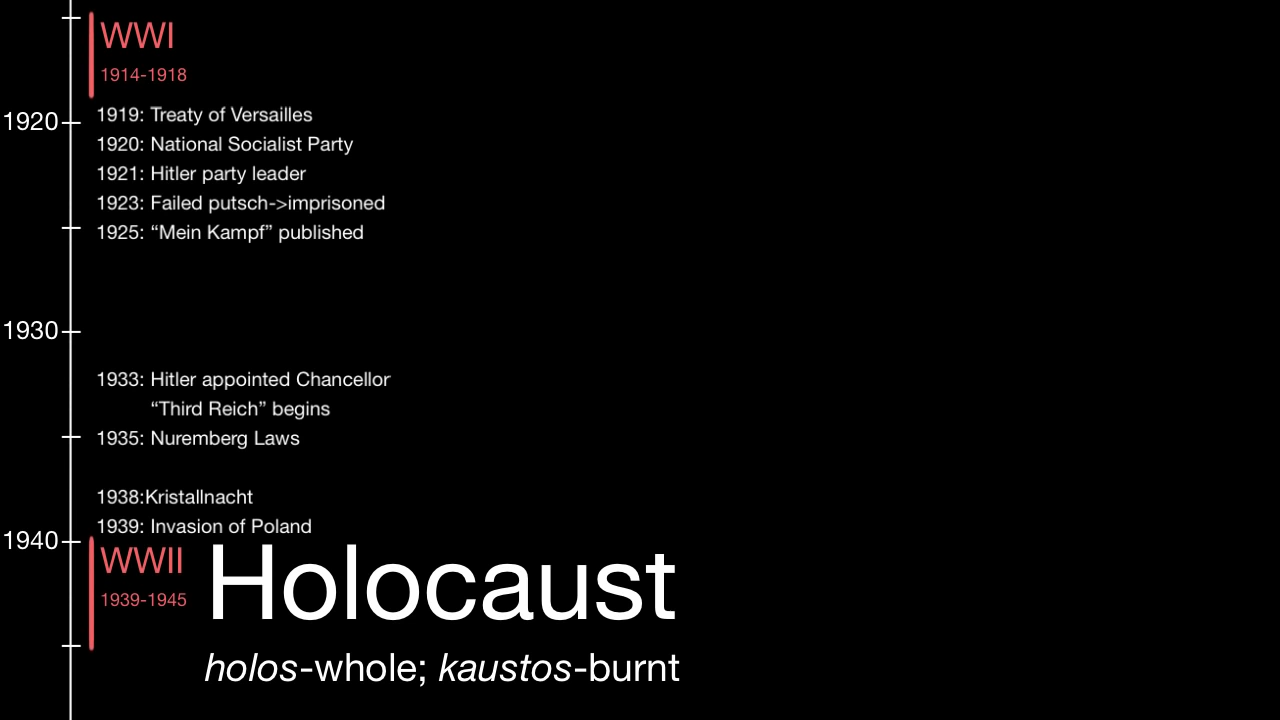 WWI
1914-1918
1919: Treaty of Versailles
1920
1920: National Socialist Party
1921: Hitler party leader
1923: Failed putsch->imprisoned
1925: “Mein Kampf” published
1930
1933: Hitler appointed Chancellor
“Third Reich” begins
1935: Nuremberg Laws
1938:Kristallnacht
1939: Invasion of Poland
1940
WWII
1939-1945
Holocaust
holos-whole; kaustos-burnt